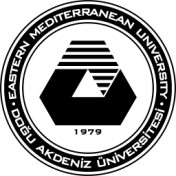 EASTERN MEDITERRANEAN UNIVERSITY
1979
• DOĞU AKDENİZ ÜNİVERSİTESİ •